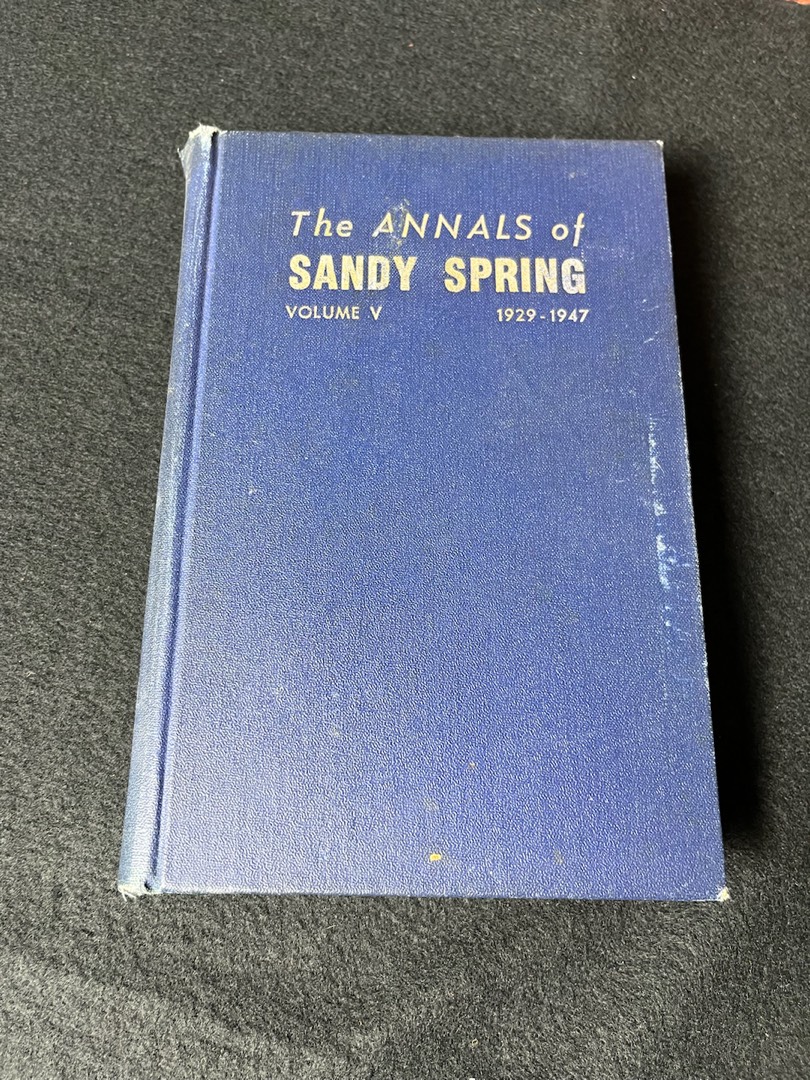 The ANNALS of
SANDY SPRING
VOLUME V 1929-1947